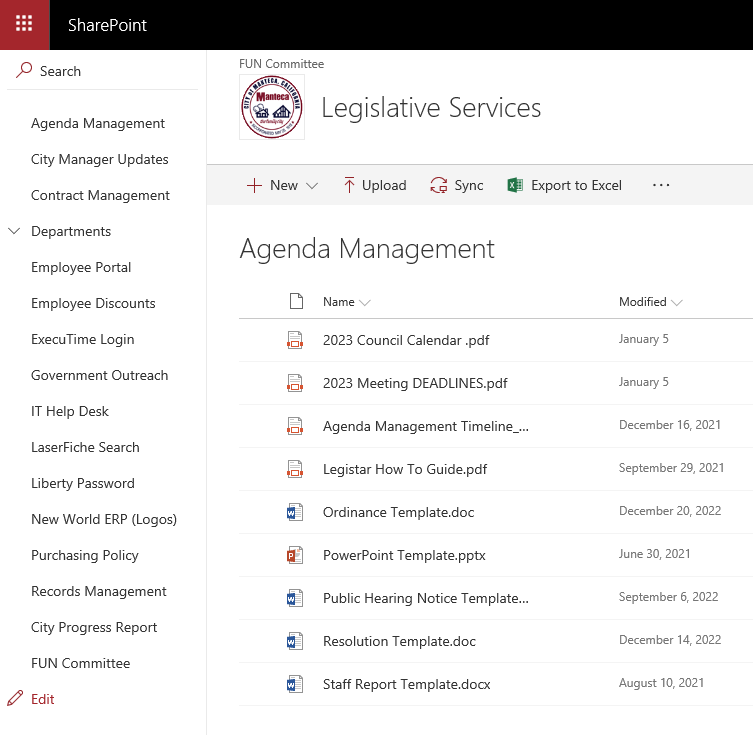 SharePoint
Search
Agenda Management
City Manager Updates
Contract Management
Departments
Employee Portal
Employee Discounts
ExecuTime Login
Government Outreach
IT Help Desk
LaserFiche Search
Liberty Password
New World ERP (Logos)
Purchasing Policy
Records Management
City Progress Report
FUN Committee
Edit
FUN Committee
CITY OF MANTECA, CALIFORNIA
Manteca
Legislative Services
New
Upload
Sync
Export to Excel
···
Agenda Management
Name Modified
2023 Council Calendar .pdf January 5
2023 Meeting DEADLINES.pdf January 5
Agenda Management Timeline_... December 16, 2021
Legistar How To Guide.pdf September 29, 2021
Ordinance Template.doc December 20, 2022
PowerPoint Template.pptx June 30, 2021
Public Hearing Notice Template... September 6, 2022
Resolution Template.doc December 14, 2022
Staff Report Template.docx August 10, 2021